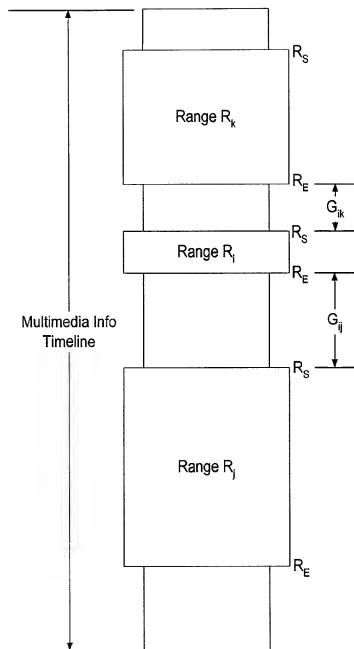 R_S
Range R_k
R_E
G_ik
R_S
Range R_i
R_E
G_ij
Multimedia Info
Timeline
R_S
Range R_j
R_E